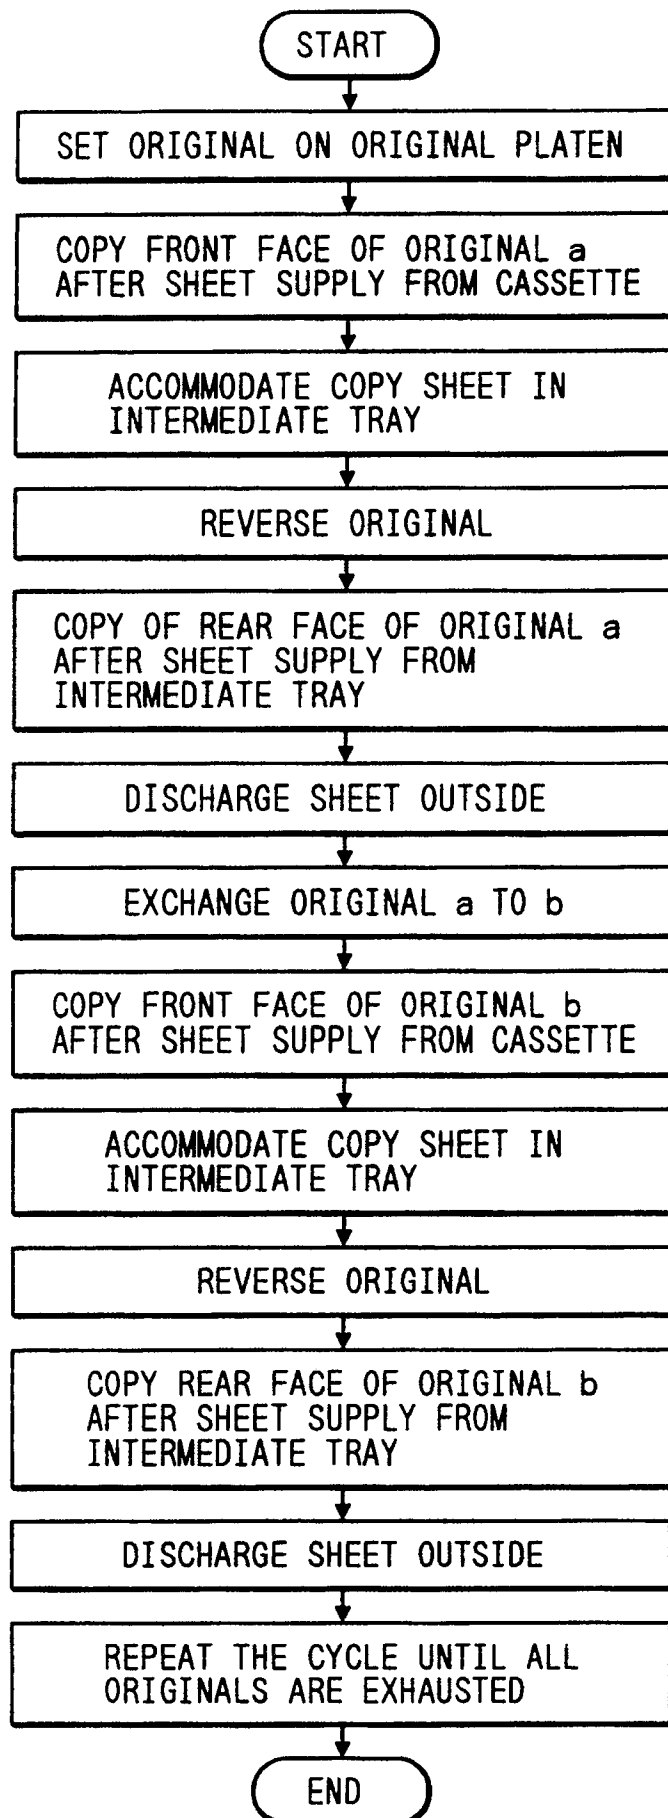 START
SET ORIGINAL ON ORIGINAL PLATEN
COPY FRONT FACE OF ORIGINAL a
AFTER SHEET SUPPLY FROM CASSETTE
ACCOMMODATE COPY SHEET IN
INTERMEDIATE TRAY
REVERSE ORIGINAL
COPY OF REAR FACE OF ORIGINAL a
AFTER SHEET SUPPLY FROM
INTERMEDIATE TRAY
DISCHARGE SHEET OUTSIDE
EXCHANGE ORIGINAL a TO b
COPY FRONT FACE OF ORIGINAL b
AFTER SHEET SUPPLY FROM CASSETTE
ACCOMMODATE COPY SHEET IN
INTERMEDIATE TRAY
REVERSE ORIGINAL
COPY REAR FACE OF ORIGINAL b
AFTER SHEET SUPPLY FROM
INTERMEDIATE TRAY
DISCHARGE SHEET OUTSIDE
REPEAT THE CYCLE UNTIL ALL
ORIGINALS ARE EXHAUSTED
END